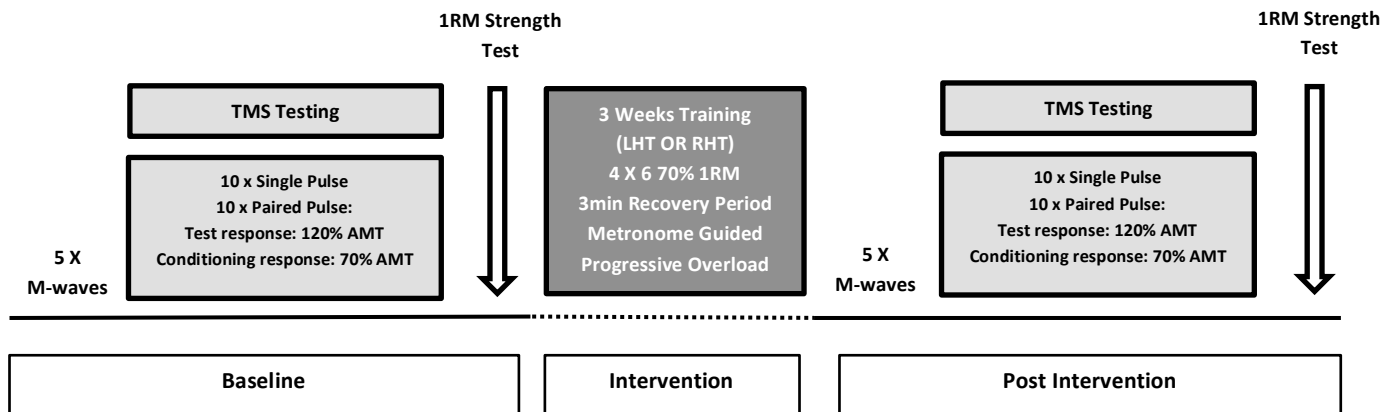 1RM Strength
Test
TMS Testing
10 x Single Pulse
10 x Paired Pulse:
Test response: 120% AMT
Conditioning response: 70% AMT
5 X
M-waves
3 Weeks Training
(LHT OR RHT)
4 X 6 70% 1RM
3min Recovery Period
Metronome Guided
Progressive Overload
1RM Strength
Test
TMS Testing
10 x Single Pulse
10 x Paired Pulse:
Test response: 120% AMT
Conditioning response: 70% AMT
5 X
M-waves
Baseline
Intervention
Post Intervention